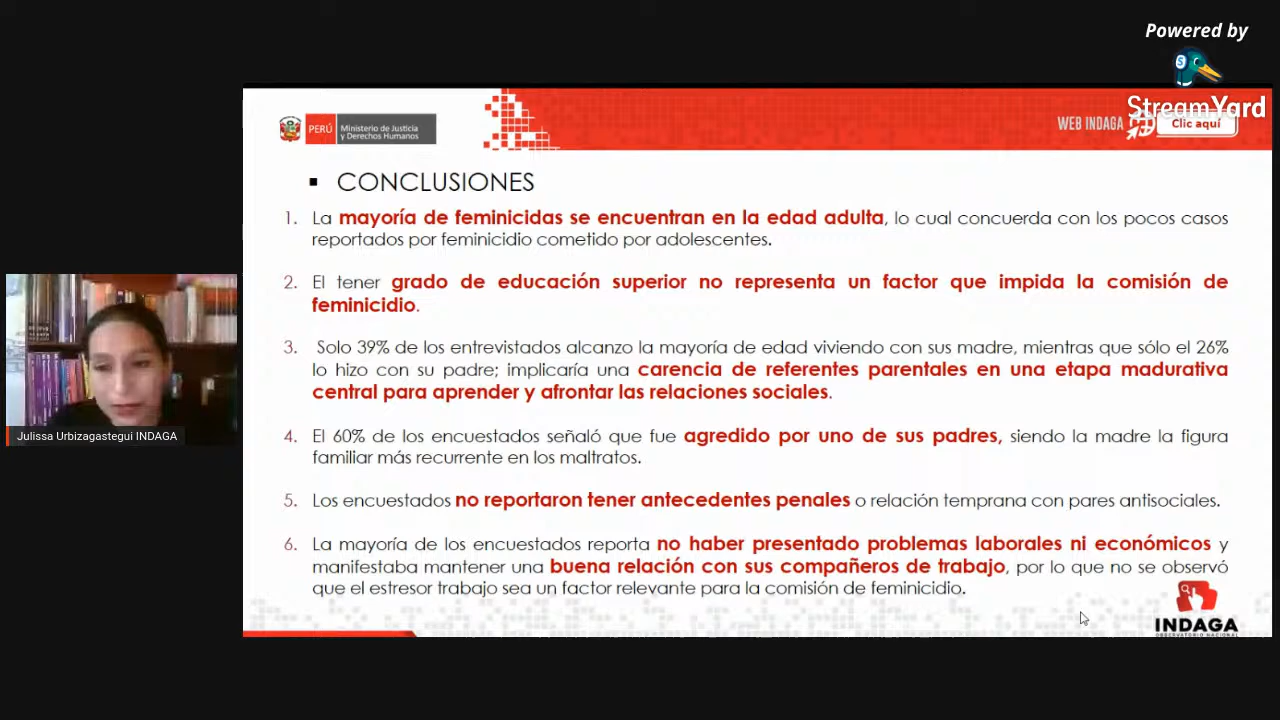 Powered by
S
StreamYard
PERÚ
Ministerio de Justicia
y Derechos Humanos
WEB INDAGA
Clic aquí
▪ CONCLUSIONES
1. La mayoría de feminicidas se encuentran en la edad adulta, lo cual concuerda con los pocos casos
reportados por feminicidio cometido por adolescentes.
2. El tener grado de educación superior no representa un factor que impida la comisión de
feminicidio.
3. Solo 39% de los entrevistados alcanzo la mayoría de edad viviendo con sus madre, mientras que sólo el 26%
lo hizo con su padre; implicaría una carencia de referentes parentales en una etapa madurativa
central para aprender y afrontar las relaciones sociales.
4. El 60% de los encuestados señaló que fue agredido por uno de sus padres, siendo la madre la figura
familiar más recurrente en los maltratos.
5. Los encuestados no reportaron tener antecedentes penales o relación temprana con pares antisociales.
6. La mayoría de los encuestados reporta no haber presentado problemas laborales ni económicos y
manifestaba mantener una buena relación con sus compañeros de trabajo, por lo que no se observó
que el estresor trabajo sea un factor relevante para la comisión de feminicidio.
Julissa Urbizagastegui INDAGA
INDAGA
OBSERVATORIO NACIONAL